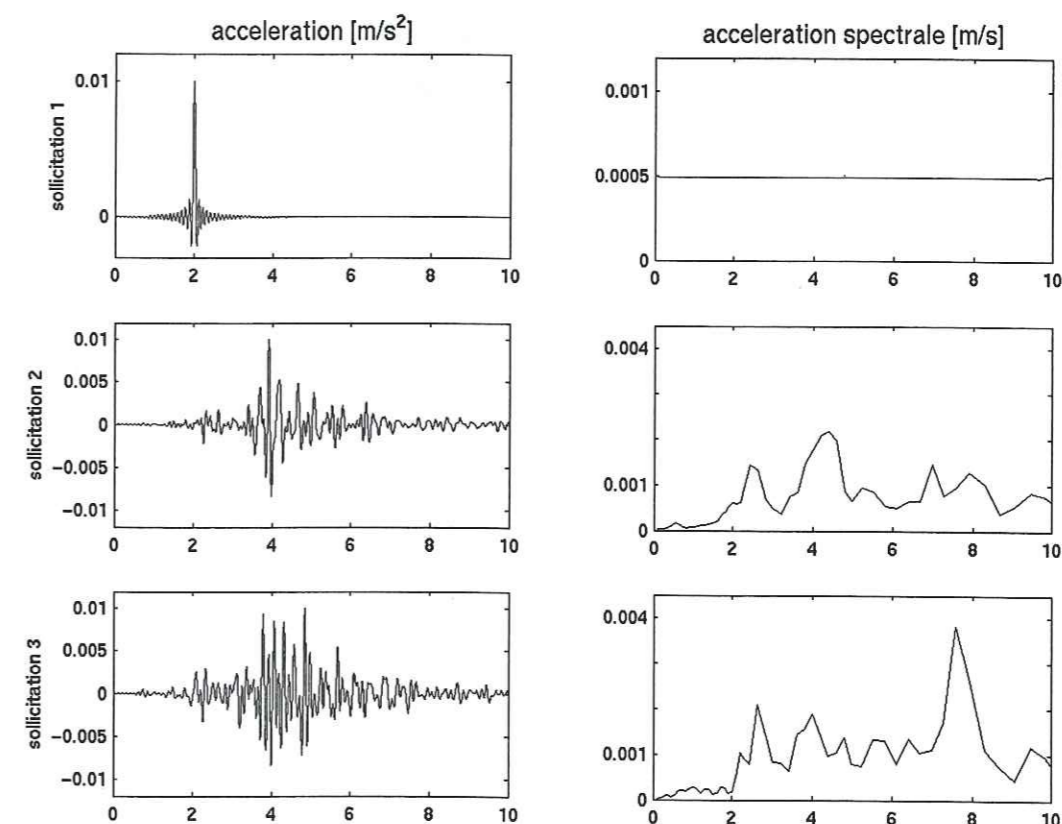 acceleration [m/s²]
acceleration spectrale [m/s]
sollicitation 1
0.01
0
0 2 4 6 8 10
0.001
0.0005
0
0 2 4 6 8 10
sollicitation 2
0.01
0.005
0
−0.005
−0.01
0 2 4 6 8 10
0.004
0.001
0
0 2 4 6 8 10
sollicitation 3
0.01
0.005
0
−0.005
−0.01
0 2 4 6 8 10
0.004
0.001
0
0 2 4 6 8 10